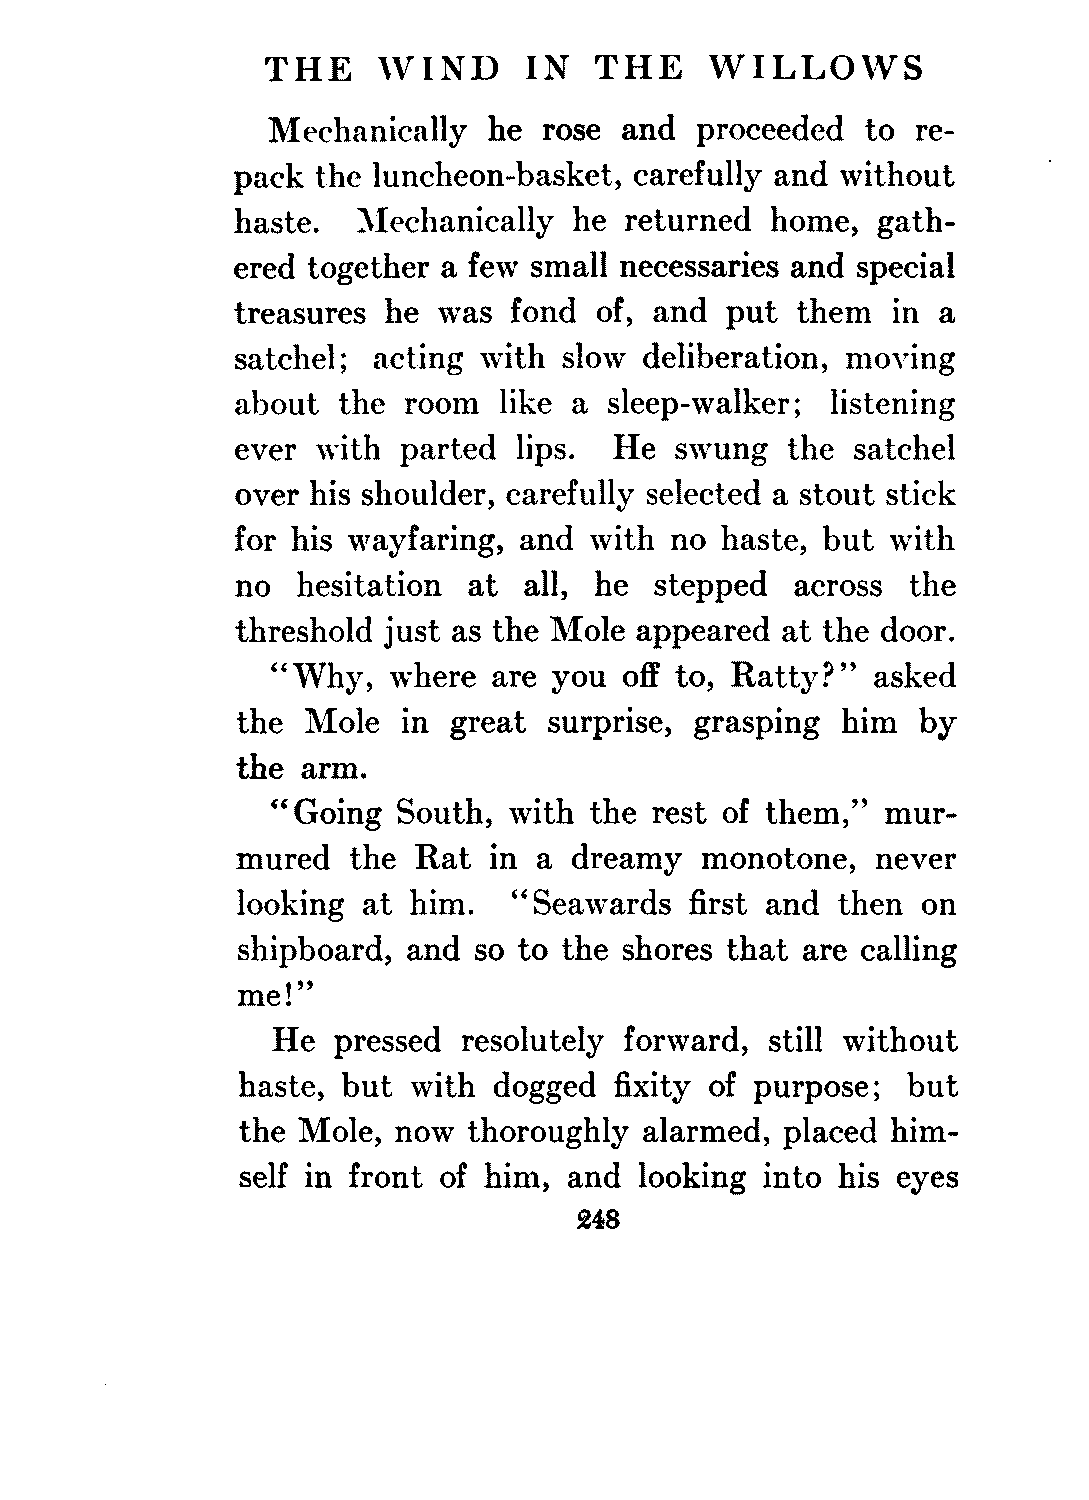 THE WIND IN THE WILLOWS
Mechanically he rose and proceeded to re-
pack the luncheon-basket, carefully and without
haste. Mechanically he returned home, gath-
ered together a few small necessaries and special
treasures he was fond of, and put them in a
satchel; acting with slow deliberation, moving
about the room like a sleep-walker; listening
ever with parted lips. He swung the satchel
over his shoulder, carefully selected a stout stick
for his wayfaring, and with no haste, but with
no hesitation at all, he stepped across the
threshold just as the Mole appeared at the door.
“Why, where are you off to, Ratty?” asked
the Mole in great surprise, grasping him by
the arm.
“Going South, with the rest of them,” mur-
mured the Rat in a dreamy monotone, never
looking at him. “Seawards first and then on
shipboard, and so to the shores that are calling
me!”
He pressed resolutely forward, still without
haste, but with dogged fixity of purpose; but
the Mole, now thoroughly alarmed, placed him-
self in front of him, and looking into his eyes
248